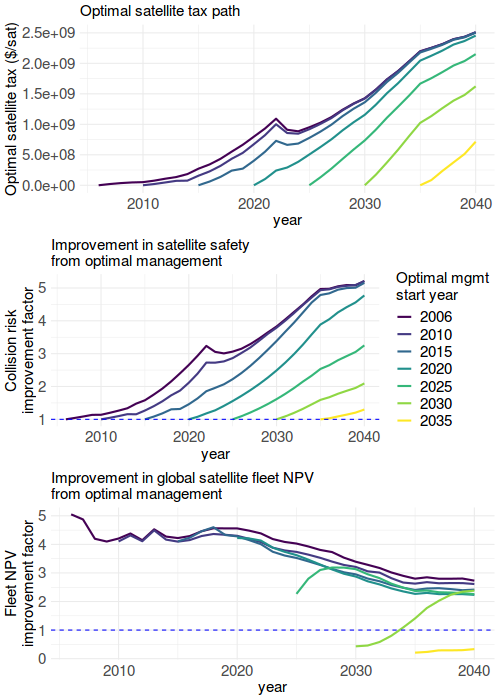 Optimal satellite tax path
Optimal satellite tax ($/sat)
2.5e+09
2.0e+09
1.5e+09
1.0e+09
5.0e+08
0.0e+00
2010
2020
2030
2040
year
Improvement in satellite safety
from optimal management
Collision risk
improvement factor
5
4
3
2
1
2010
2020
2030
2040
year
Optimal mgmt
start year
2006
2010
2015
2020
2025
2030
2035
Improvement in global satellite fleet NPV
from optimal management
Fleet NPV
improvement factor
5
4
3
2
1
0
2010
2020
2030
2040
year